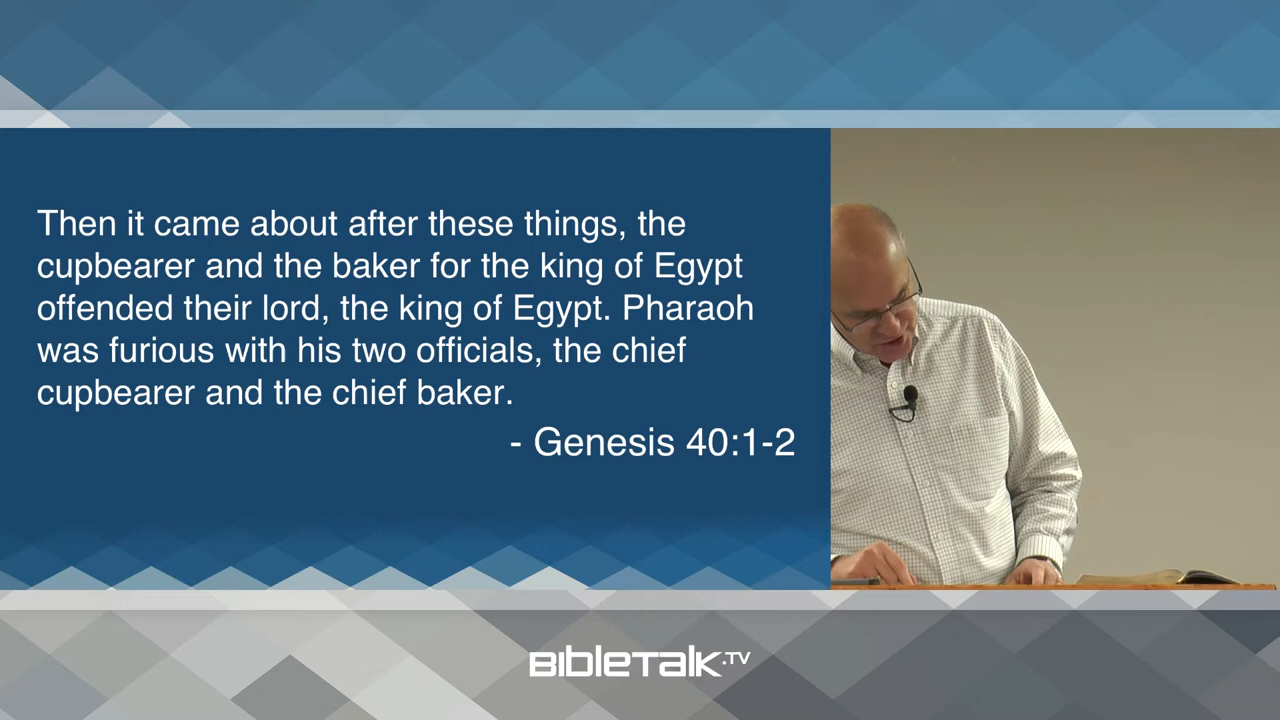 Then it came about after these things, the
cupbearer and the baker for the king of Egypt
offended their lord, the king of Egypt. Pharaoh
was furious with his two officials, the chief
cupbearer and the chief baker.
- Genesis 40:1-2
BibleTalk.TV